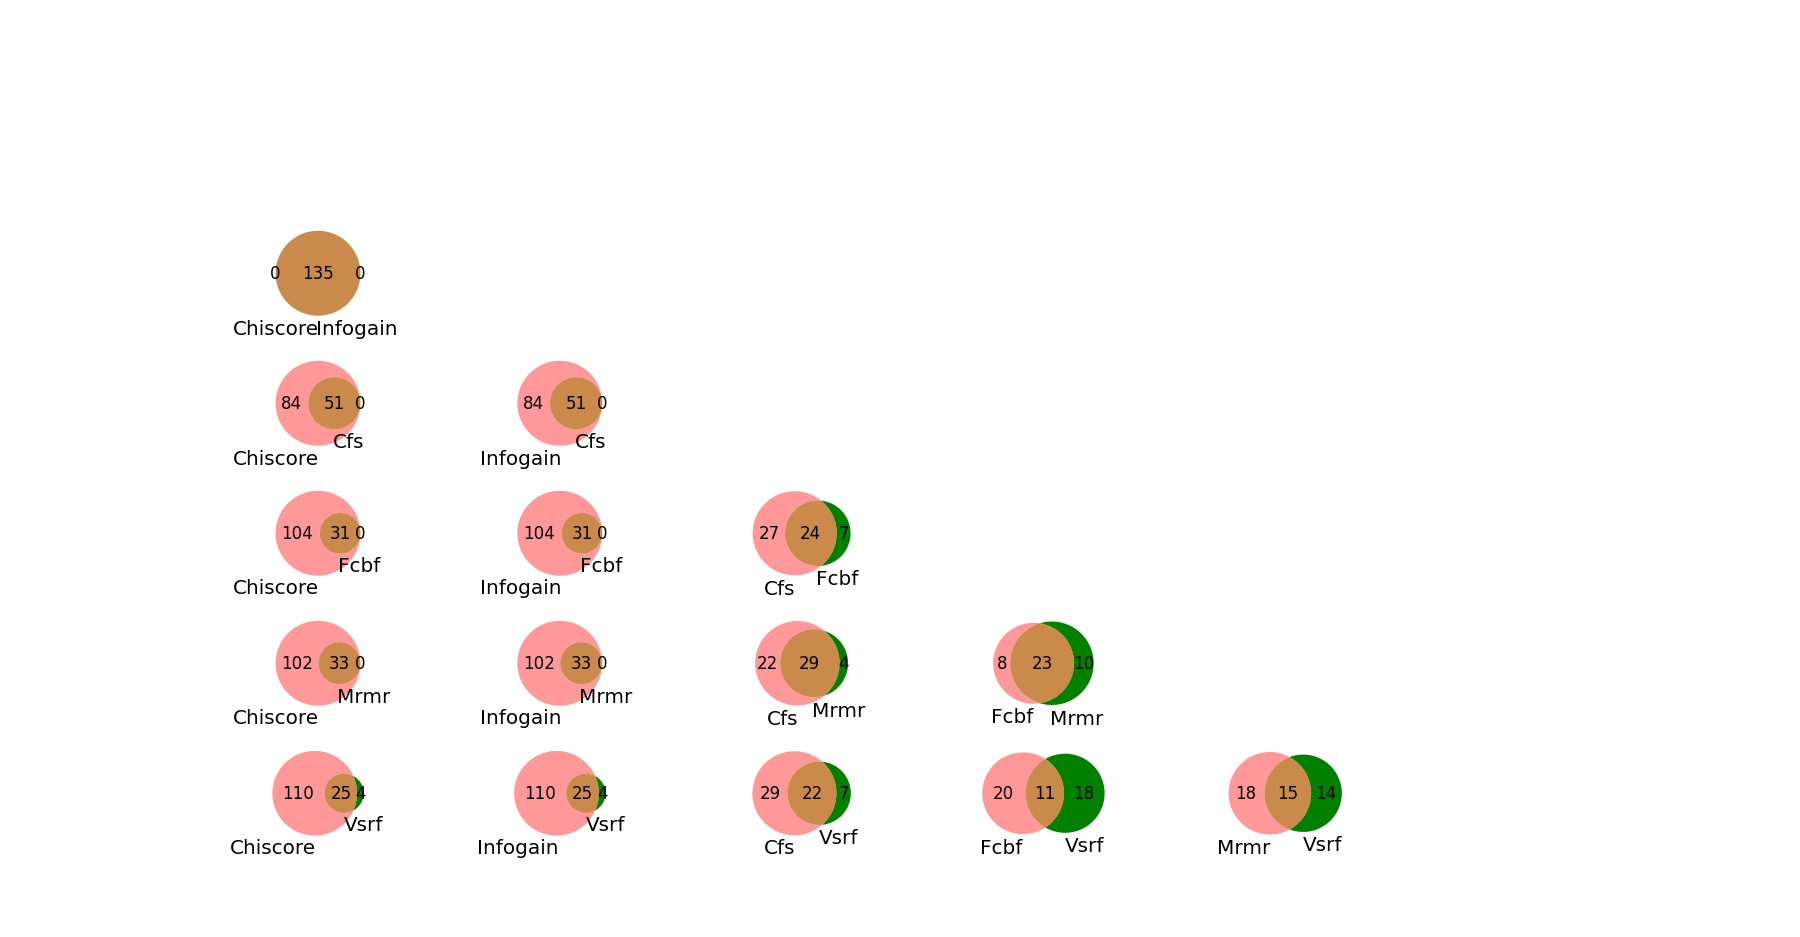 0 135 0
Chiscore Infogain
84 51 0 84 51 0
Cfs Cfs
Chiscore Infogain
104 31 0 104 31 0 27 24 7
Fcbf Fcbf Fcbf
Chiscore Infogain Cfs
102 33 0 102 33 0 22 29 4 8 23 10
Mrmr Mrmr Mrmr
Chiscore Infogain Cfs Fcbf Mrmr
110 25 4 110 25 4 29 22 7 20 11 18 18 15 14
Vsrf Vsrf Vsrf Vsrf Vsrf
Chiscore Infogain Cfs Fcbf Mrmr